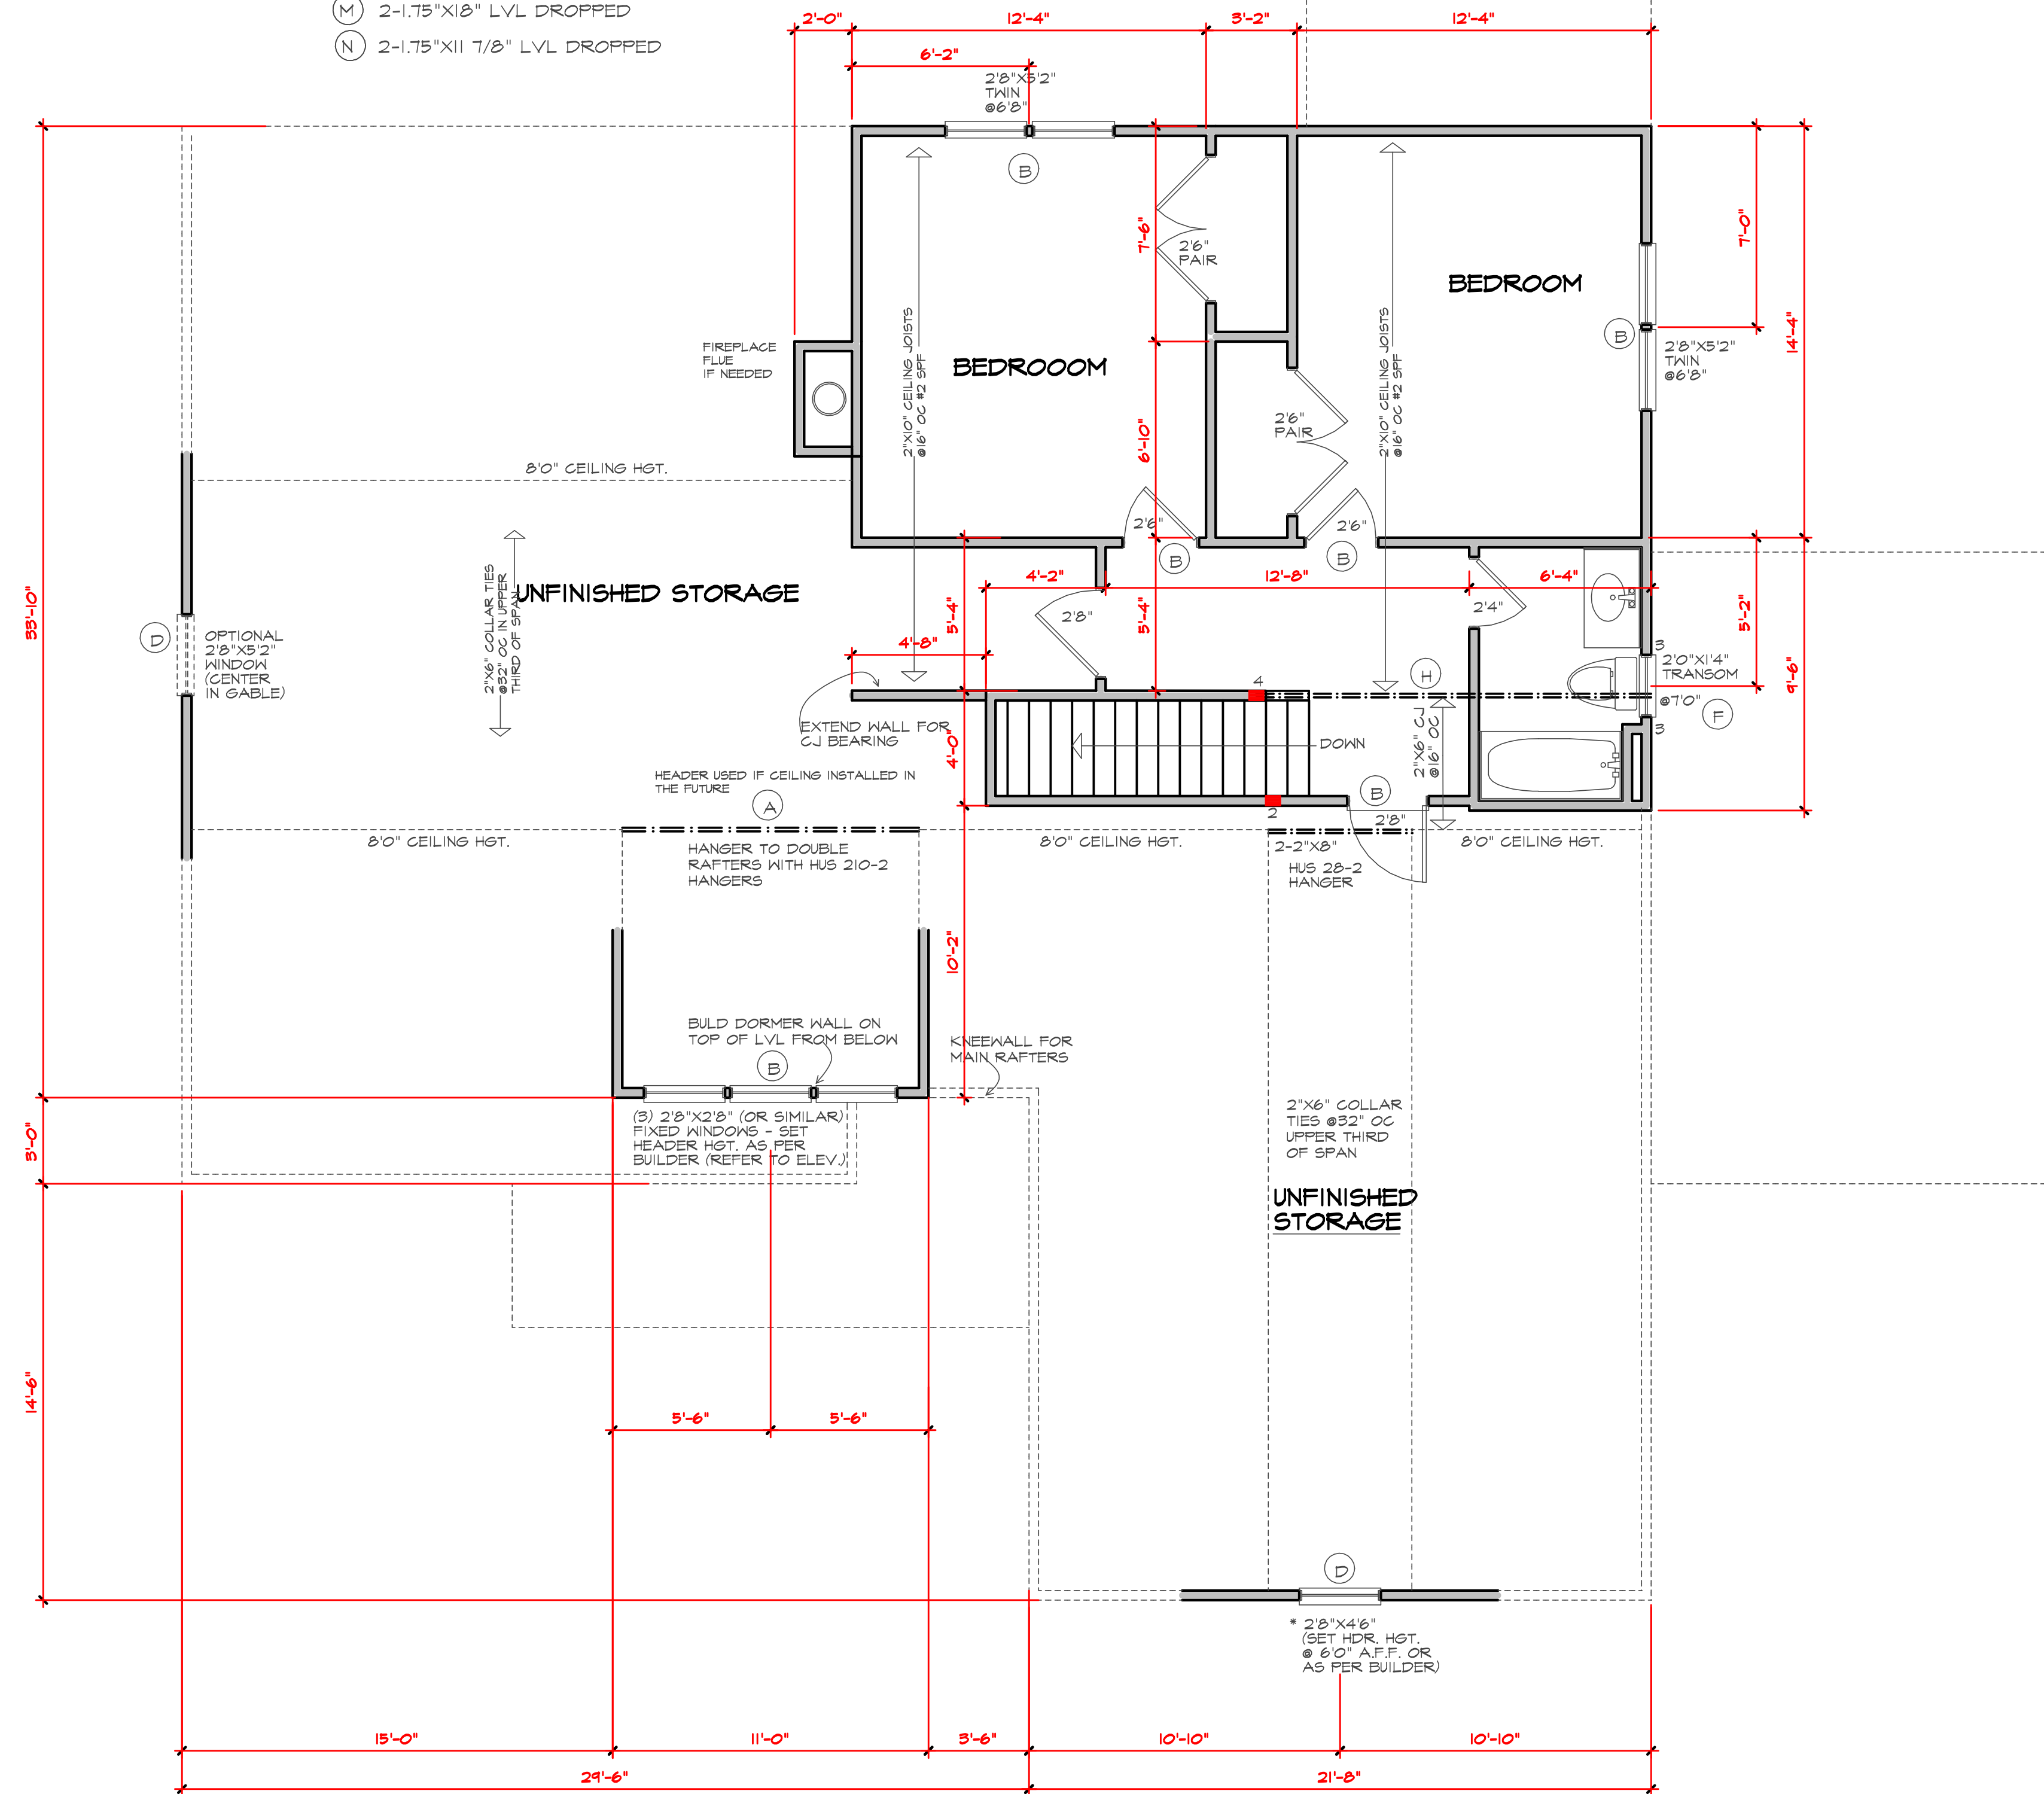 M 2-1.75"X18" LVL DROPPED
N 2-1.75"X11 7/8" LVL DROPPED
2'-0" 12'-4" 3'-2" 12'-4"
6'-2"
2'8"X5'2"
TWIN
@6'8"
B
7'-6"
2'6"
PAIR
BEDROOM
7'-0"
14'-4"
B
2'8"X5'2"
TWIN
@6'8"
FIREPLACE
FLUE
IF NEEDED
BEDROOOM
2"X10" CEILING JOISTS
@16" OC #2 SPF
2"X10" CEILING JOISTS
@16" OC #2 SPF
2'6"
PAIR
6'-10"
8'0" CEILING HGT.
2'6"
B
2'6"
B
33'-10"
UNFINISHED STORAGE
2"X6" COLLAR TIES
@32" OC IN UPPER
THIRD OF SPAN
4'-2" 12'-8" 6'-4"
5'-4"
5'-4"
2'8"
2'4"
5'-2"
9'-6"
D
OPTIONAL
2'8"X5'2"
WINDOW
(CENTER
IN GABLE)
4'-8"
3
2'0"X1'4"
TRANSOM
@7'0"
F
3
4
H
EXTEND WALL FOR
CJ BEARING
4'-0"
DOWN
2"X6" CJ
@16" OC
HEADER USED IF CEILING INSTALLED IN
THE FUTURE
A
B
2
2'8"
8'0" CEILING HGT.
8'0" CEILING HGT.
8'0" CEILING HGT.
HANGER TO DOUBLE
RAFTERS WITH HUS 210-2
HANGERS
2-2"X8"
HUS 28-2
HANGER
10'-2"
BULD DORMER WALL ON
TOP OF LVL FROM BELOW
B
KNEEWALL FOR
MAIN RAFTERS
(3) 2'8"X2'8" (OR SIMILAR)
FIXED WINDOWS - SET
HEADER HGT. AS PER
BUILDER (REFER TO ELEV.)
3'-0"
2"X6" COLLAR
TIES @32" OC
UPPER THIRD
OF SPAN
UNFINISHED
STORAGE
14'-6"
5'-6" 5'-6"
D
* 2'8"X4'6"
(SET HDR. HGT.
@ 6'0" A.F.F. OR
AS PER BUILDER)
15'-0" 11'-0" 3'-6" 10'-10" 10'-10"
29'-6" 21'-8"